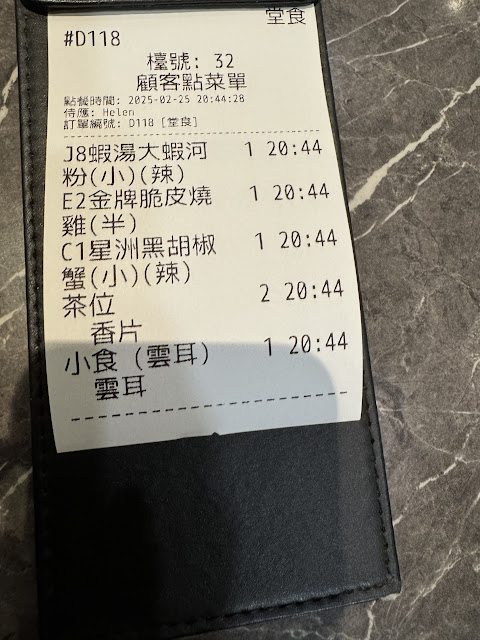 堂食
#D118
檯號: 32
顧客點菜單
點餐時間: 2025-02-25 20:44:28
侍應: Helen
訂單編號: D118 [堂食]
J8蝦湯大蝦河 1 20:44
粉(小)(辣)
E2金牌脆皮燒 1 20:44
雞(半)
C1星洲黑胡椒 1 20:44
蟹(小)(辣)
茶位 2 20:44
香片
小食 (雲耳) 1 20:44
雲耳